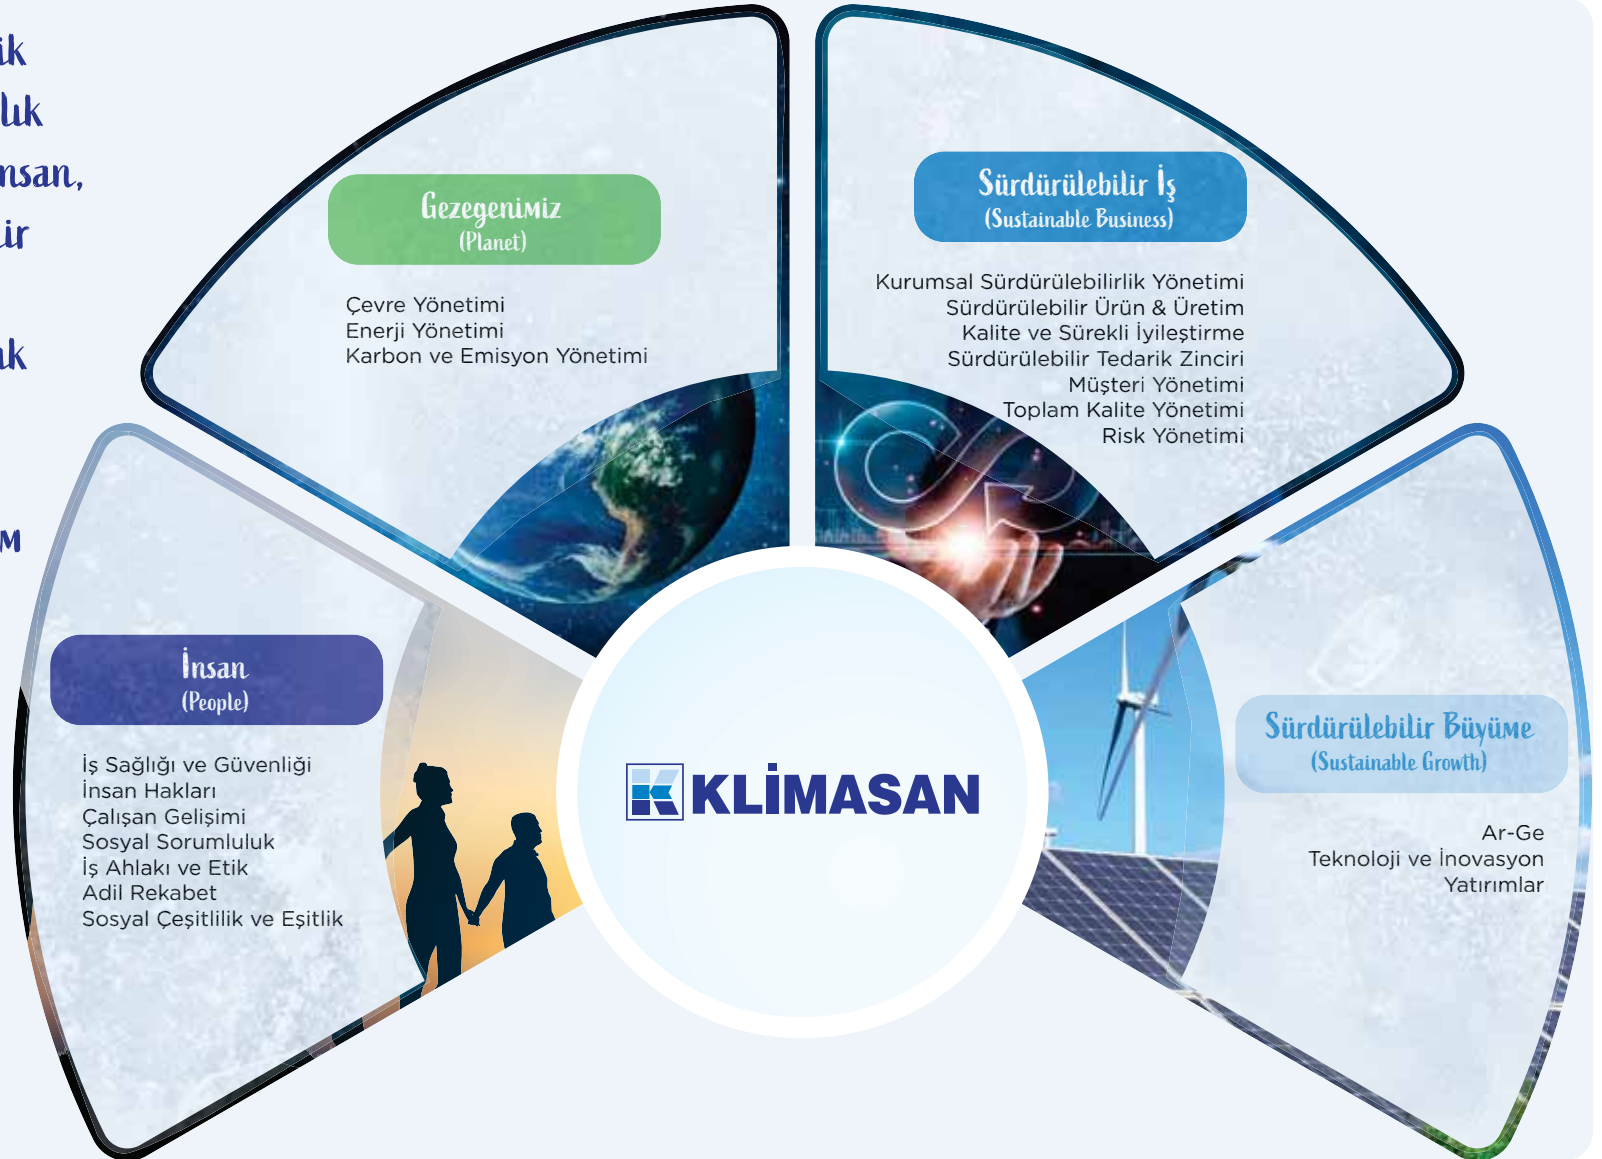 Gezegenimiz
(Planet)
Çevre Yönetimi
Enerji Yönetimi
Karbon ve Emisyon Yönetimi
Sürdürülebilir İş
(Sustainable Business)
Kurumsal Sürdürülebilirlik Yönetimi
Sürdürülebilir Ürün & Üretim
Kalite ve Sürekli İyileştirme
Sürdürülebilir Tedarik Zinciri
Müşteri Yönetimi
Toplam Kalite Yönetimi
Risk Yönetimi
İnsan
(People)
İş Sağlığı ve Güvenliği
İnsan Hakları
Çalışan Gelişimi
Sosyal Sorumluluk
İş Ahlakı ve Etik
Adil Rekabet
Sosyal Çeşitlilik ve Eşitlik
KLİMASAN
Sürdürülebilir Büyüme
(Sustainable Growth)
Ar-Ge
Teknoloji ve İnovasyon
Yatırımlar